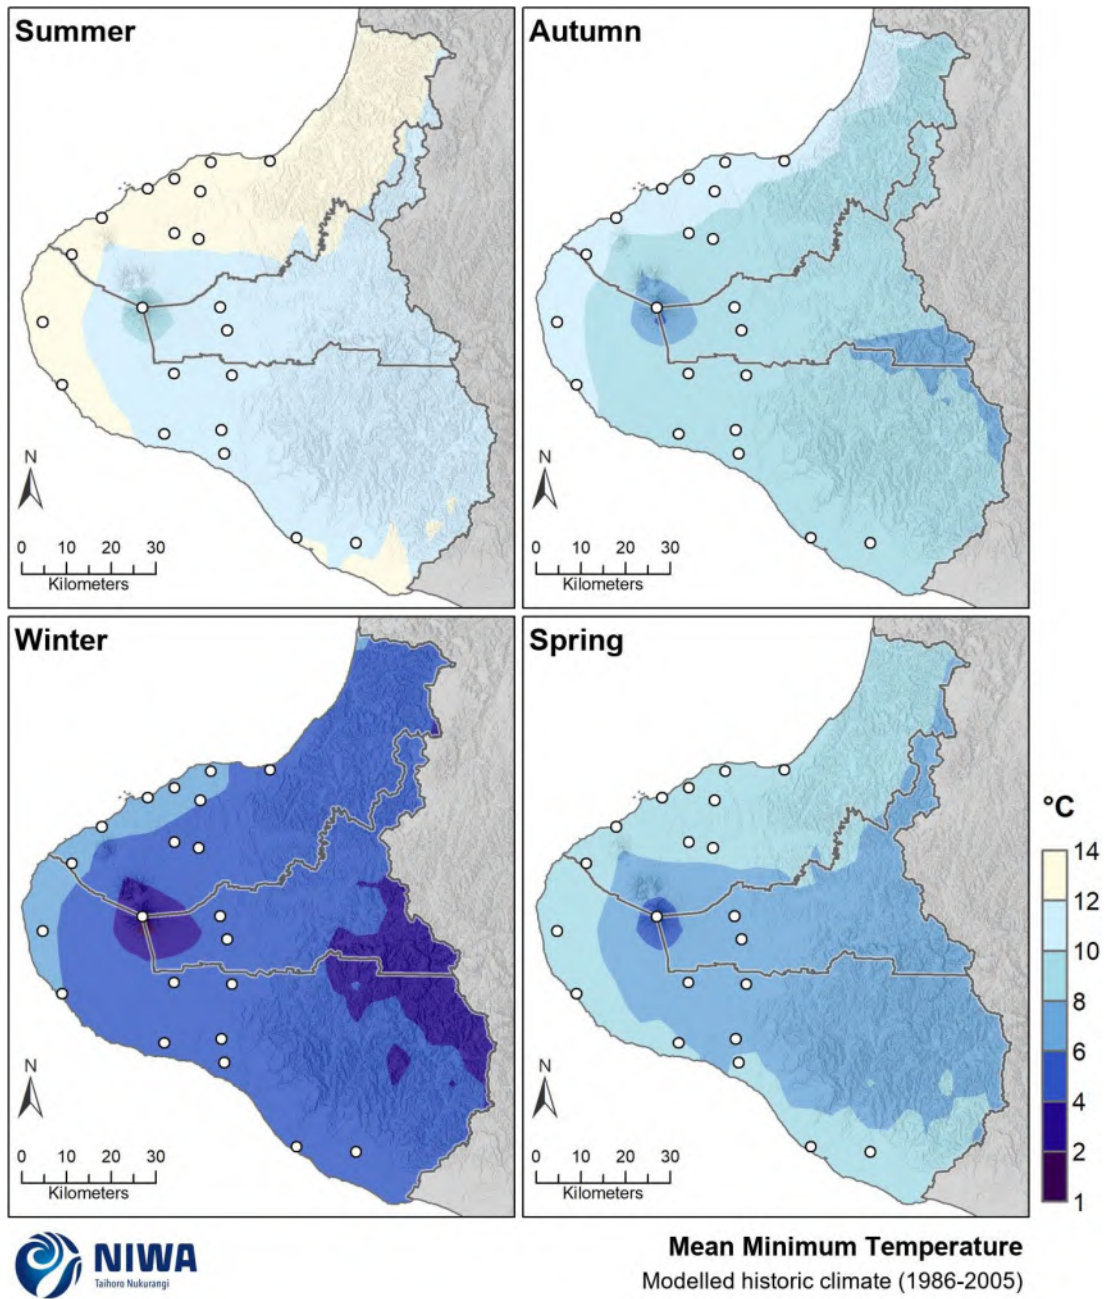 Summer
N
0 10 20 30
Kilometers
Autumn
N
0 10 20 30
Kilometers
Winter
N
0 10 20 30
Kilometers
Spring
N
0 10 20 30
Kilometers
°C
14
12
10
8
6
4
2
1
NIWA
Taihoro Nukurangi
Mean Minimum Temperature
Modelled historic climate (1986-2005)